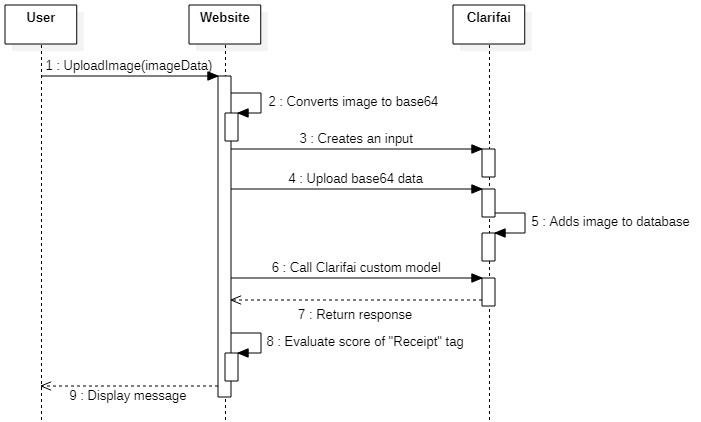 User
Website
Clarifai
1 : UploadImage(imageData)
2 : Converts image to base64
3 : Creates an input
4 : Upload base64 data
5 : Adds image to database
6 : Call Clarifai custom model
7 : Return response
8 : Evaluate score of "Receipt" tag
9 : Display message